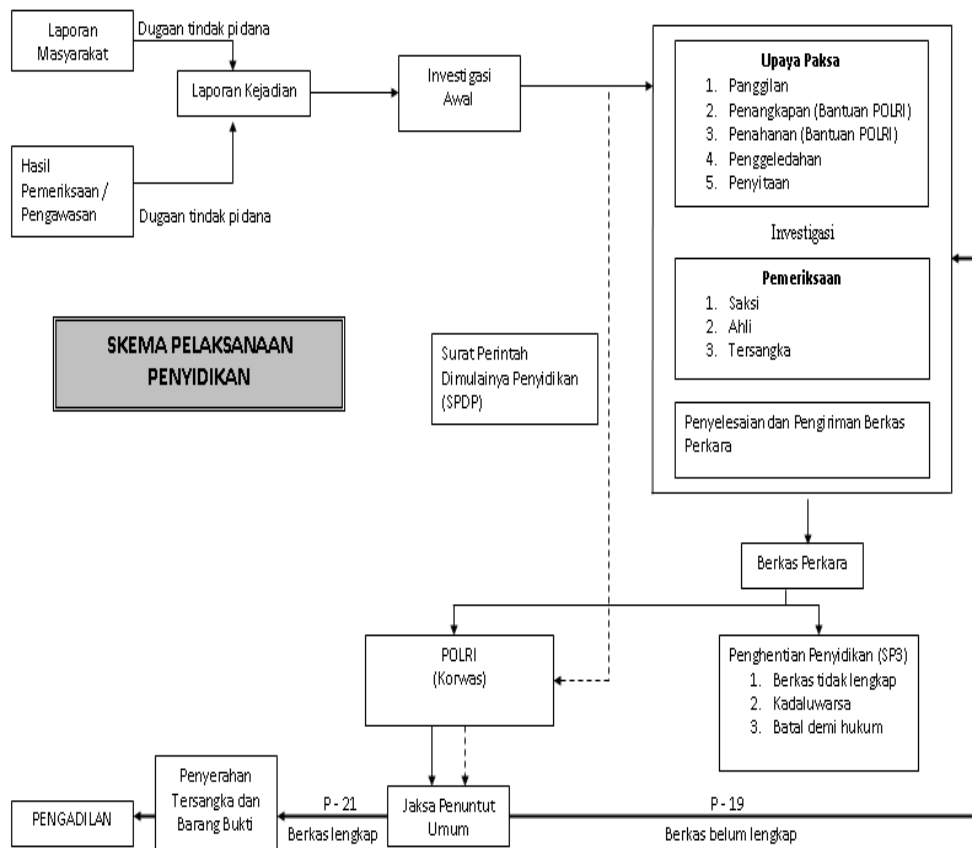 Laporan
Masyarakat
Dugaan tindak pidana
Laporan Kejadian
Investigasi
Awal
Hasil
Pemeriksaan /
Pengawasan
Dugaan tindak pidana
Upaya Paksa
1. Panggilan
2. Penangkapan (Bantuan POLRI)
3. Penahanan (Bantuan POLRI)
4. Penggeledahan
5. Penyitaan
Investigasi
Pemeriksaan
1. Saksi
2. Ahli
3. Tersangka
Penyelesaian dan Pengiriman Berkas
Perkara
SKEMA PELAKSANAAN
PENYIDIKAN
Surat Perintah
Dimulainya Penyidikan
(SPDP)
Berkas Perkara
POLRI
(Korwas)
Penghentian Penyidikan (SP3)
1. Berkas tidak lengkap
2. Kadaluwarsa
3. Batal demi hukum
PENGADILAN
Penyerahan
Tersangka dan
Barang Bukti
P - 21
Berkas lengkap
Jaksa Penuntut
Umum
P - 19
Berkas belum lengkap